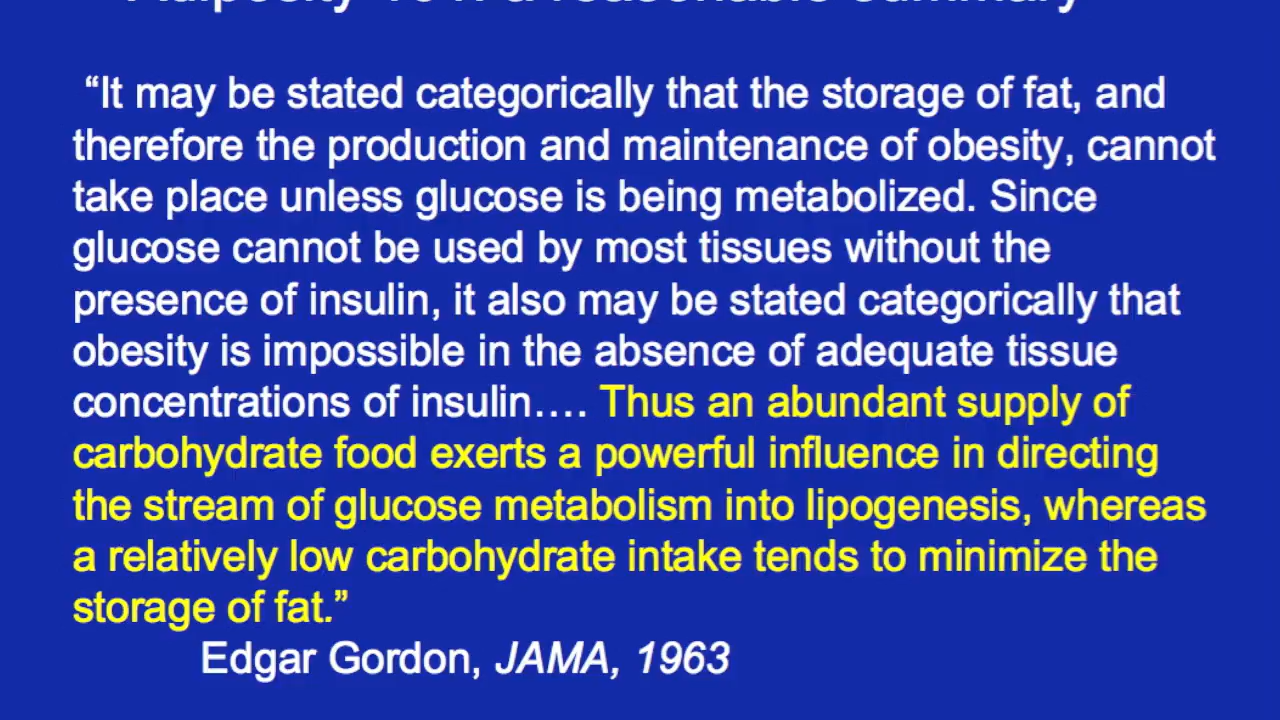 Adiposity 101: a reasonable summary
“It may be stated categorically that the storage of fat, and
therefore the production and maintenance of obesity, cannot
take place unless glucose is being metabolized. Since
glucose cannot be used by most tissues without the
presence of insulin, it also may be stated categorically that
obesity is impossible in the absence of adequate tissue
concentrations of insulin…. Thus an abundant supply of
carbohydrate food exerts a powerful influence in directing
the stream of glucose metabolism into lipogenesis, whereas
a relatively low carbohydrate intake tends to minimize the
storage of fat.”
Edgar Gordon, JAMA, 1963